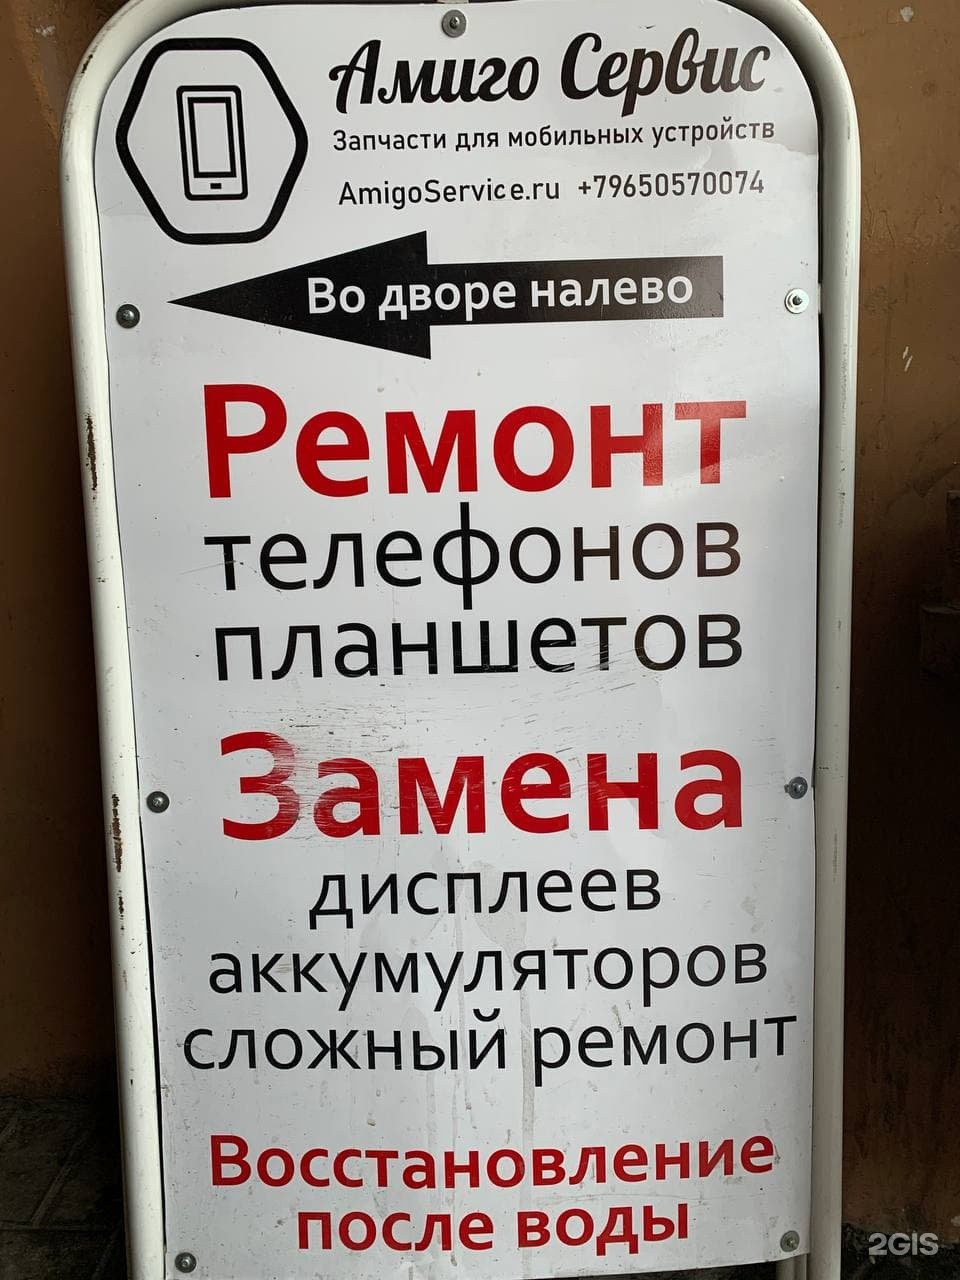 Амиго Сервис
Запчасти для мобильных устройств
AmigoService.ru +79650570074
Во дворе налево
Ремонт
телефонов
планшетов
Замена
дисплеев
аккумуляторов
сложный ремонт
Восстановление
после воды
2GIS